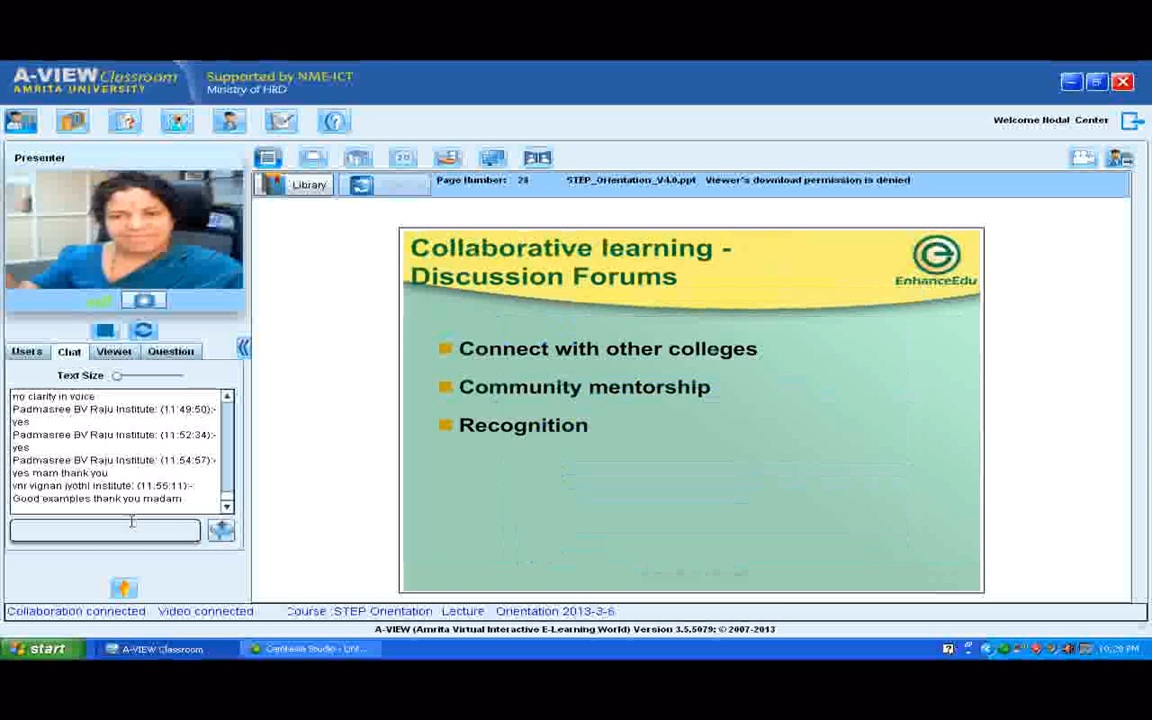 A-VIEW Classroom
AMRITA UNIVERSITY
Supported by NME-ICT
Ministry of HRD
Welcome Nodal Center
Presenter
Library
Page Number: 24 STEP_Orientation_V4.0.ppt Viewer's download permission is denied
Collaborative learning -
Discussion Forums
EnhanceEdu
Connect with other colleges
Community mentorship
Recognition
Users Chat Viewer Question
Text Size
no clarity in voice
Padmasree BV Raju Institute: (11:49:50):-
yes
Padmasree BV Raju Institute: (11:52:34):-
yes
Padmasree BV Raju Institute: (11:54:57):-
yes mam thank you
vnr vignan jyothi institute: (11:56:11):-
Good examples thank you madam
Collaboration connected Video connected Course :STEP Orientation Lecture Orientation 2013-3-6
A-VIEW (Amrita Virtual Interactive E-Learning World) Version 3.5.5079; © 2007-2013
start
A-VIEW Classroom
Camtasia Studio -
10:28 PM